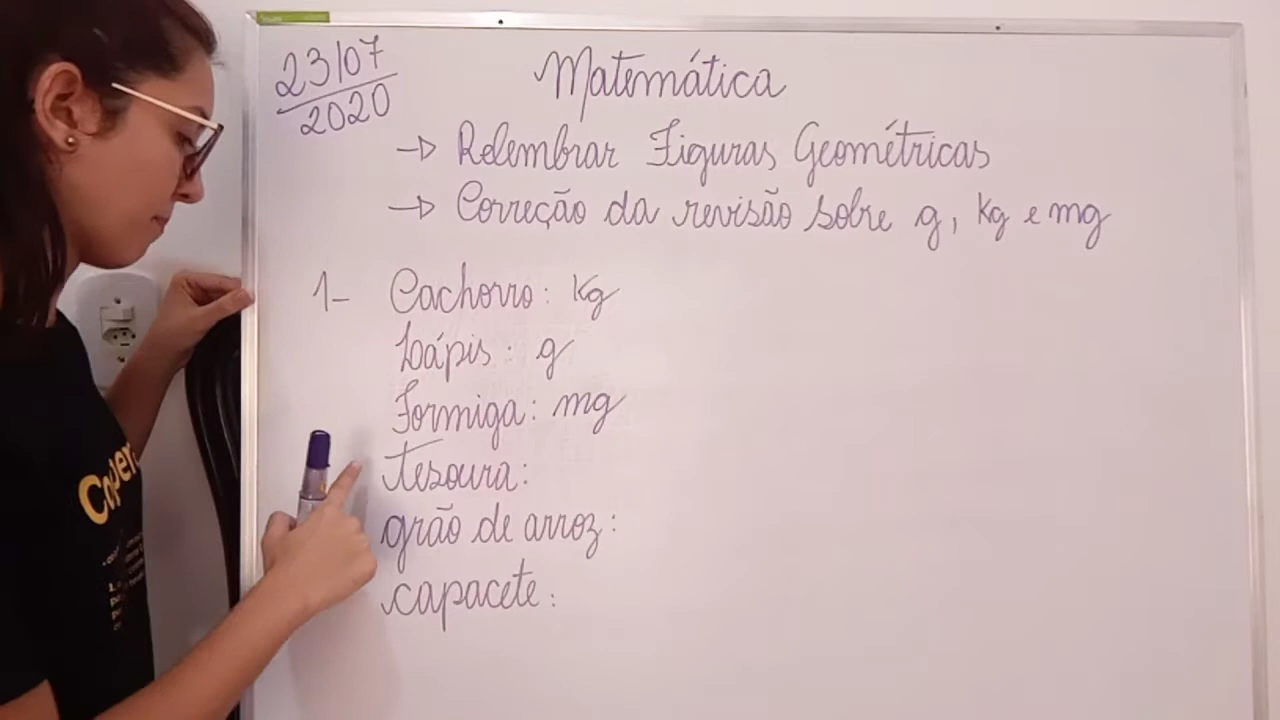 23/07
2020
Matemática
→ Relembrar Figuras Geométricas
→ Correção da revisão sobre g, kg e mg
1- Cachorro: Kg
Lápis: g
Formiga: mg
Tesoura:
grão de arroz:
capacete: